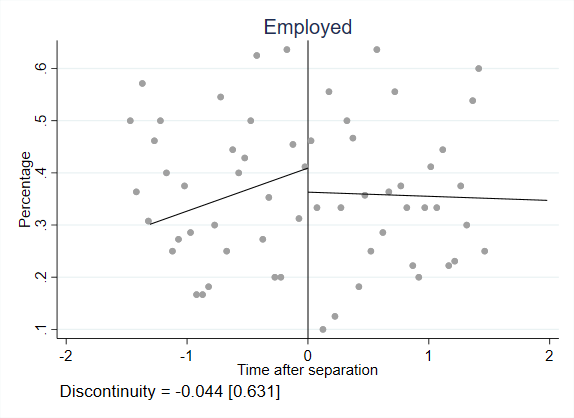 Employed
Percentage
.6
.5
.4
.3
.2
.1
-2 -1 0 1 2
Time after separation
Discontinuity = -0.044 [0.631]